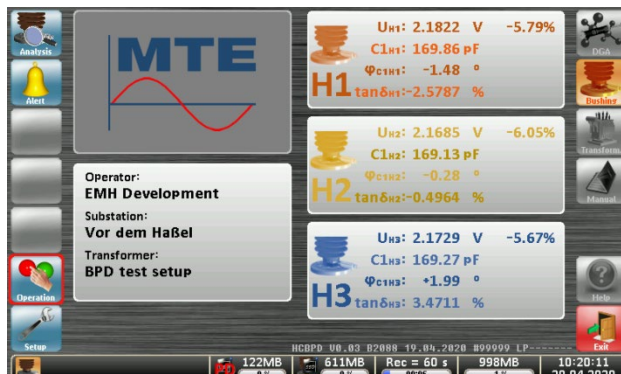 Analysis
Alert
Operation
Setup
MTE
Operator:
EMH Development
Substation:
Vor dem Haßel
Transformer:
BPD test setup
H1
UH1: 2.1822 V -5.79%
C1H1: 169.86 pF
φC1H1: -1.48 °
tanδH1:-2.5787 %
H2
UH2: 2.1685 V -6.05%
C1H2: 169.13 pF
φC1H2: -0.28 °
tanδH2:-0.4964 %
H3
UH3: 2.1729 V -5.67%
C1H3: 169.27 pF
φC1H3: +1.99 °
tanδH3: 3.4711 %
DGA
Bushing
Transform
Manual
Help
Exit
HCBPD V0.03 B2088 19.04.2020 #99999 LP-------
122MB
611MB
Rec = 60 s
998MB
10:20:11